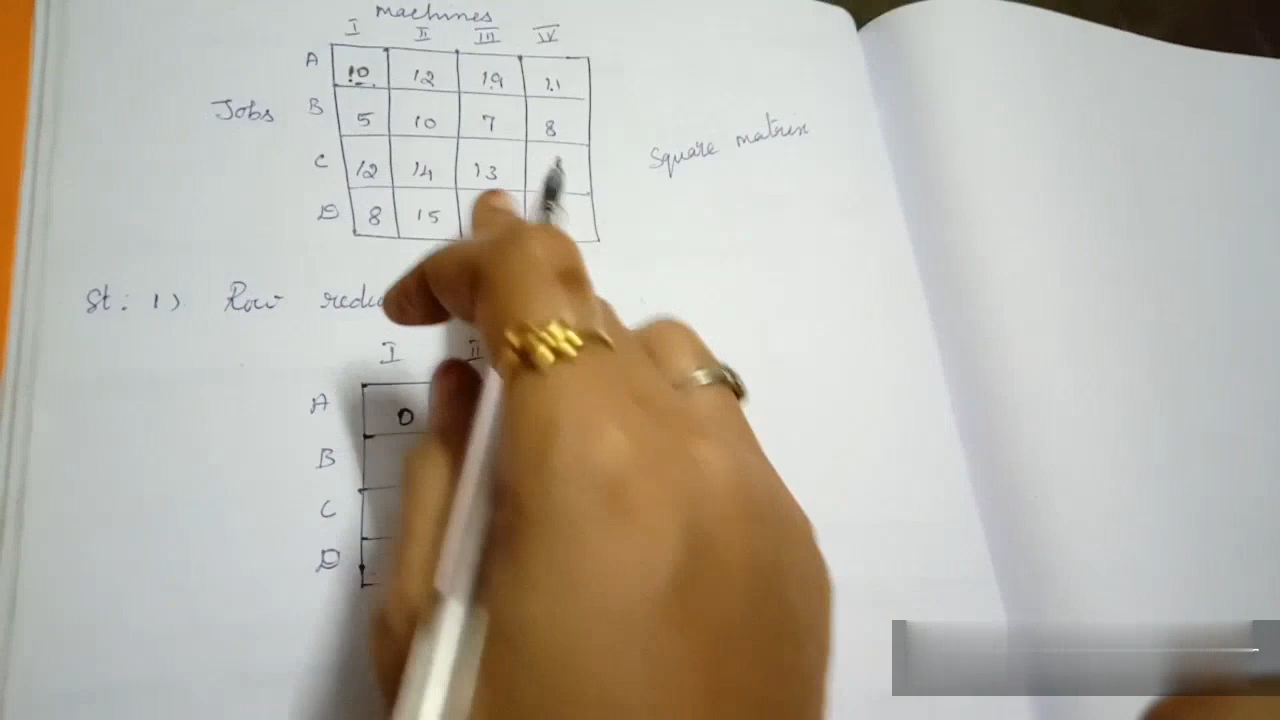 machines
I II III IV
A 10 12 19 11
Jobs B 5 10 7 8
Square matrix
C 12 14 13
D 8 15
St: 1) Row
I II
A 0
B
C
D